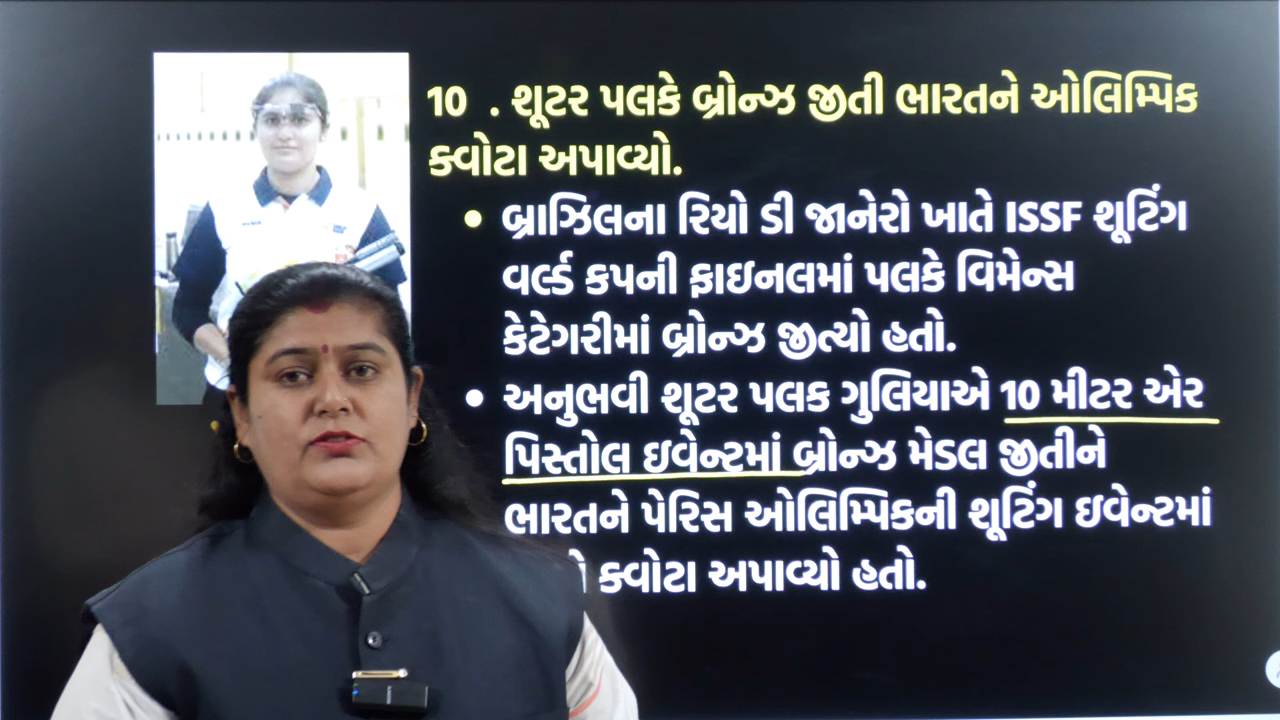 10 . શૂટર પલકે બ્રોન્ઝ જીતી ભારતને ઓલિમ્પિક
ક્વોટા અપાવ્યો.
• બ્રાઝિલના રિયો ડી જાનેરો ખાતે ISSF શૂટિંગ
વર્લ્ડ કપની ફાઇનલમાં પલકે વિમેન્સ
કેટેગરીમાં બ્રોન્ઝ જીત્યો હતો.
• અનુભવી શૂટર પલક ગુલિયાએ 10 મીટર એર
પિસ્તોલ ઇવેન્ટમાં બ્રોન્ઝ મેડલ જીતીને
ભારતને પેરિસ ઓલિમ્પિકની શૂટિંગ ઇવેન્ટમાં
ક્વોટા અપાવ્યો હતો.